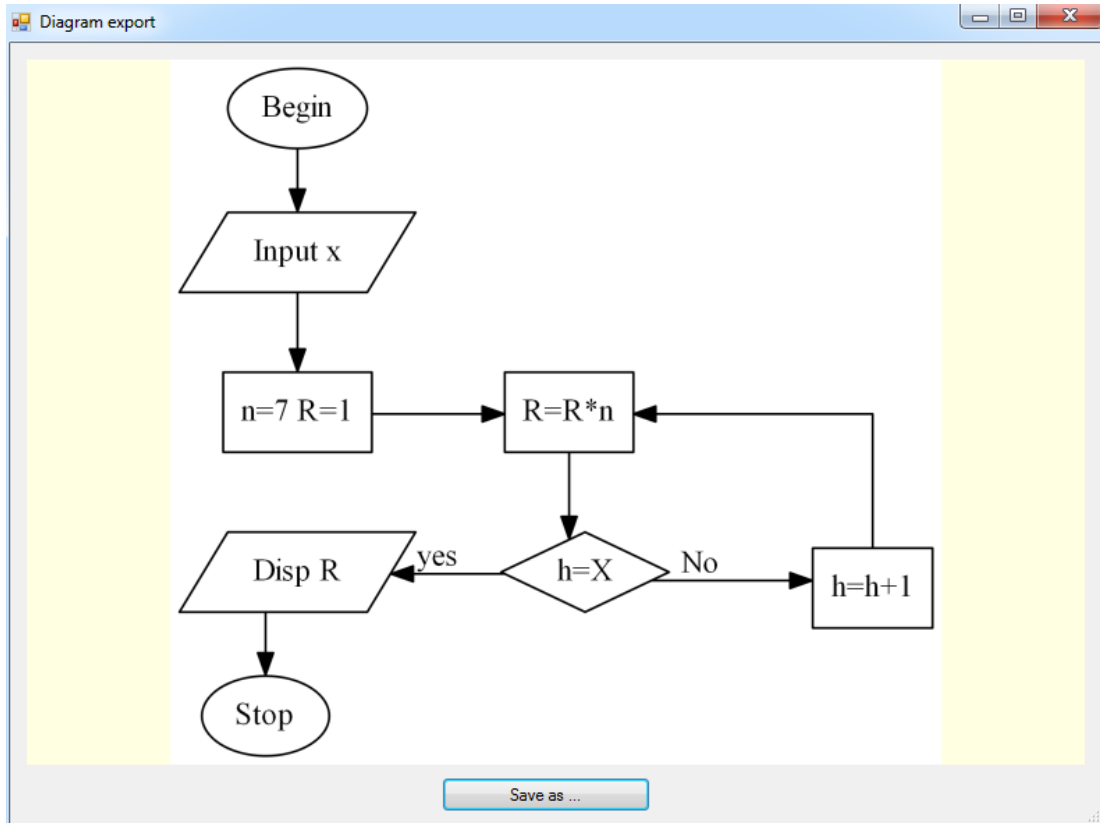 Diagram export
Begin
Input x
n=7 R=1
R=R*n
h=X
yes
No
Disp R
h=h+1
Stop
Save as ...